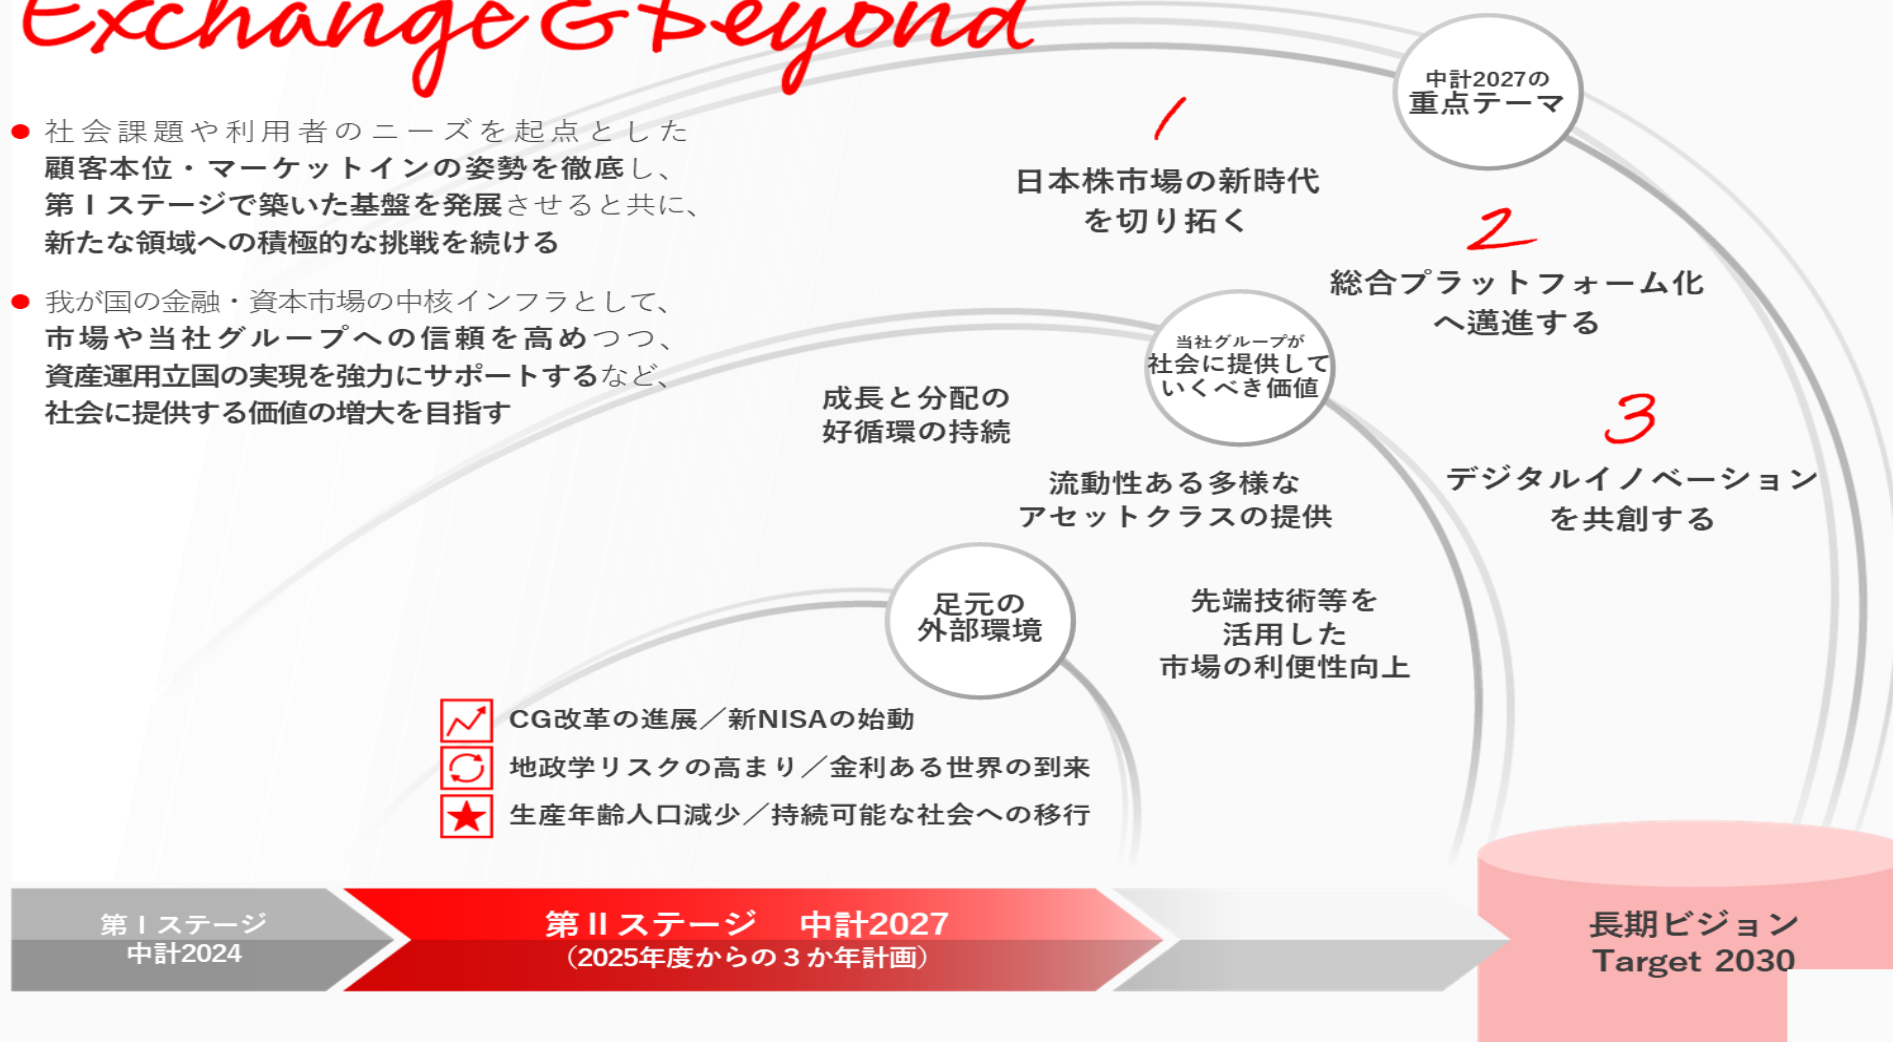 Exchange & Beyond
● 社会課題や利用者のニーズを起点とした
顧客本位・マーケットインの姿勢を徹底し、
第Ⅰステージで築いた基盤を発展させると共に、
新たな領域への積極的な挑戦を続ける
● 我が国の金融・資本市場の中核インフラとして、
市場や当社グループへの信頼を高めつつ、
資産運用立国の実現を強力にサポートするなど、
社会に提供する価値の増大を目指す
中計2027の
重点テーマ
1
日本株市場の新時代
を切り拓く
2
総合プラットフォーム化
へ邁進する
3
デジタルイノベーション
を共創する
当社グループが
社会に提供して
いくべき価値
成長と分配の
好循環の持続
流動性ある多様な
アセットクラスの提供
先端技術等を
活用した
市場の利便性向上
足元の
外部環境
CG改革の進展／新NISAの始動
地政学リスクの高まり／金利ある世界の到来
生産年齢人口減少／持続可能な社会への移行
第Ⅰステージ
中計2024
第Ⅱステージ　中計2027
（2025年度からの３か年計画）
長期ビジョン
Target 2030